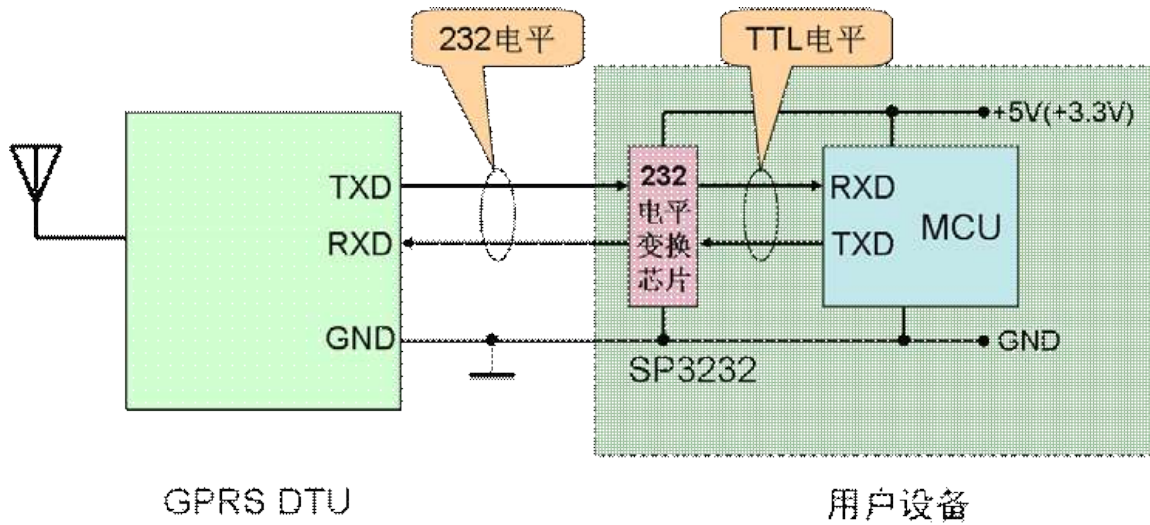 232电平
TTL电平
+5V(+3.3V)
TXD
RXD
GND
232
电平
变换
芯片
RXD
TXD
MCU
GND
SP3232
GPRS DTU
用户设备